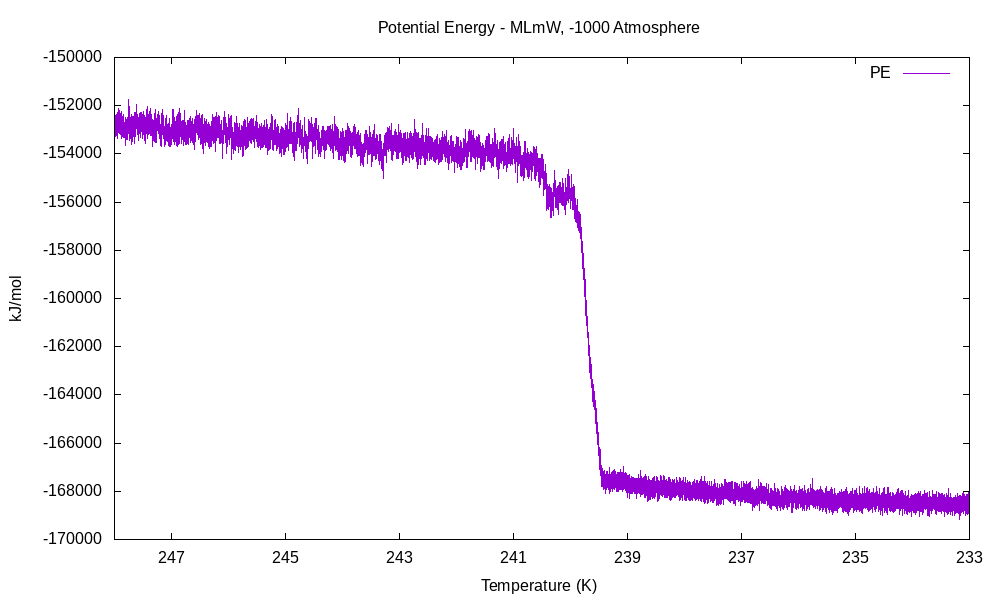 Potential Energy - MLmW, -1000 Atmosphere
PE
-150000
-152000
-154000
-156000
-158000
-160000
-162000
-164000
-166000
-168000
-170000
kJ/mol
247 245 243 241 239 237 235 233
Temperature (K)